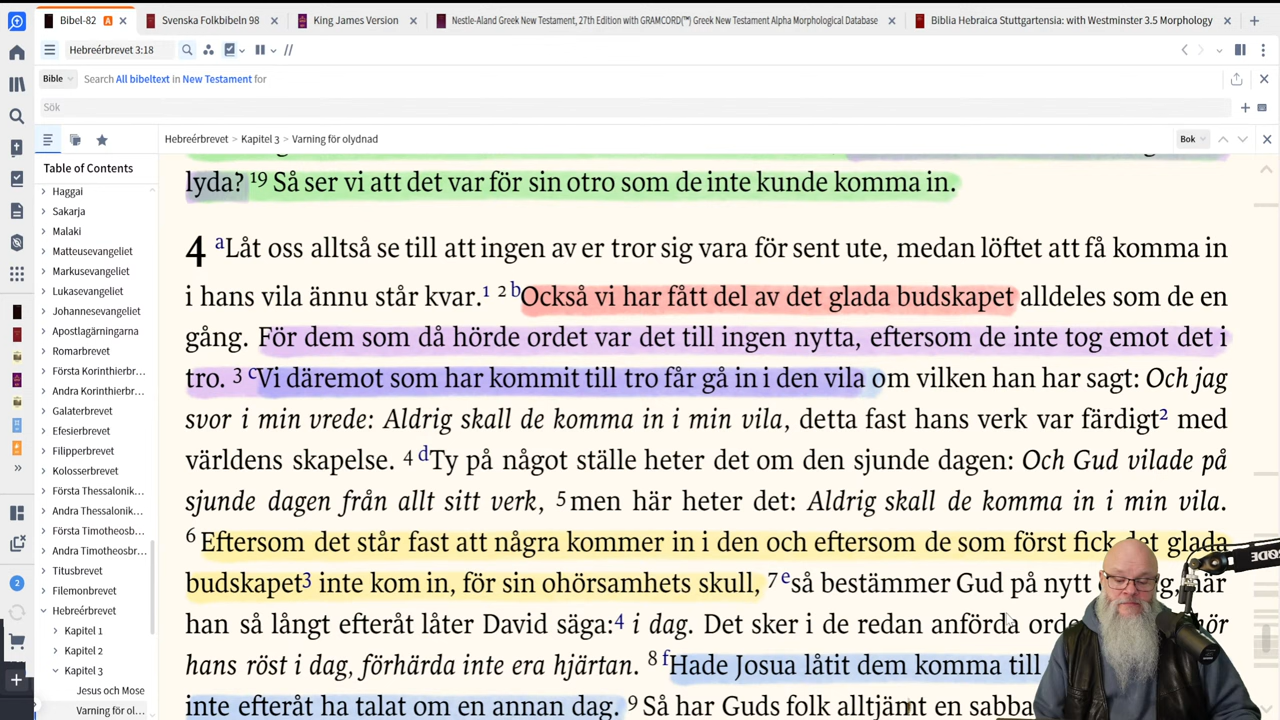 Bibel-82 A × Svenska Folkbibeln 98 × King James Version × Nestle-Aland Greek New Testament, 27th Edition with GRAMCORD(™) Greek New Testament Alpha Morphological Database × Biblia Hebraica Stuttgartensia: with Westminster 3.5 Morphology × +
Hebreérbrevet 3:18
Bible Search All bibeltext in New Testament for
Sök
Hebreérbrevet > Kapitel 3 > Varning för olydnad
Bok
Table of Contents
Haggai
Sakarja
Malaki
Matteusevangeliet
Markusevangeliet
Lukasevangeliet
Johannesevangeliet
Apostlagärningarna
Romarbrevet
Första Korinthierbr...
Andra Korinthierbr...
Galaterbrevet
Efesierbrevet
Filipperbrevet
Kolosserbrevet
Första Thessalonik...
Andra Thessalonik...
Första Timotheosb...
Andra Timotheosbr...
Titusbrevet
Filemonbrevet
Hebreérbrevet
Kapitel 1
Kapitel 2
Kapitel 3
Jesus och Mose
Varning för ol...
2
lyda? 19 Så ser vi att det var för sin otro som de inte kunde komma in.
4 aLåt oss alltså se till att ingen av er tror sig vara för sent ute, medan löftet att få komma in
i hans vila ännu står kvar.1 2 bOckså vi har fått del av det glada budskapet alldeles som de en
gång. För dem som då hörde ordet var det till ingen nytta, eftersom de inte tog emot det i
tro. 3 cVi däremot som har kommit till tro får gå in i den vila om vilken han har sagt: Och jag
svor i min vrede: Aldrig skall de komma in i min vila, detta fast hans verk var färdigt2 med
världens skapelse. 4 dTy på något ställe heter det om den sjunde dagen: Och Gud vilade på
sjunde dagen från allt sitt verk, 5 men här heter det: Aldrig skall de komma in i min vila.
6 Eftersom det står fast att några kommer in i den och eftersom de som först fick det glada
budskapet3 inte kom in, för sin ohörsamhets skull, 7 eså bestämmer Gud på nytt
han så långt efteråt låter David säga:4 i dag. Det sker i de redan anförda
hans röst i dag, förhärda inte era hjärtan. 8 fHade Josua låtit dem komma till
inte efteråt ha talat om en annan dag. 9 Så har Guds folk alltjämt en